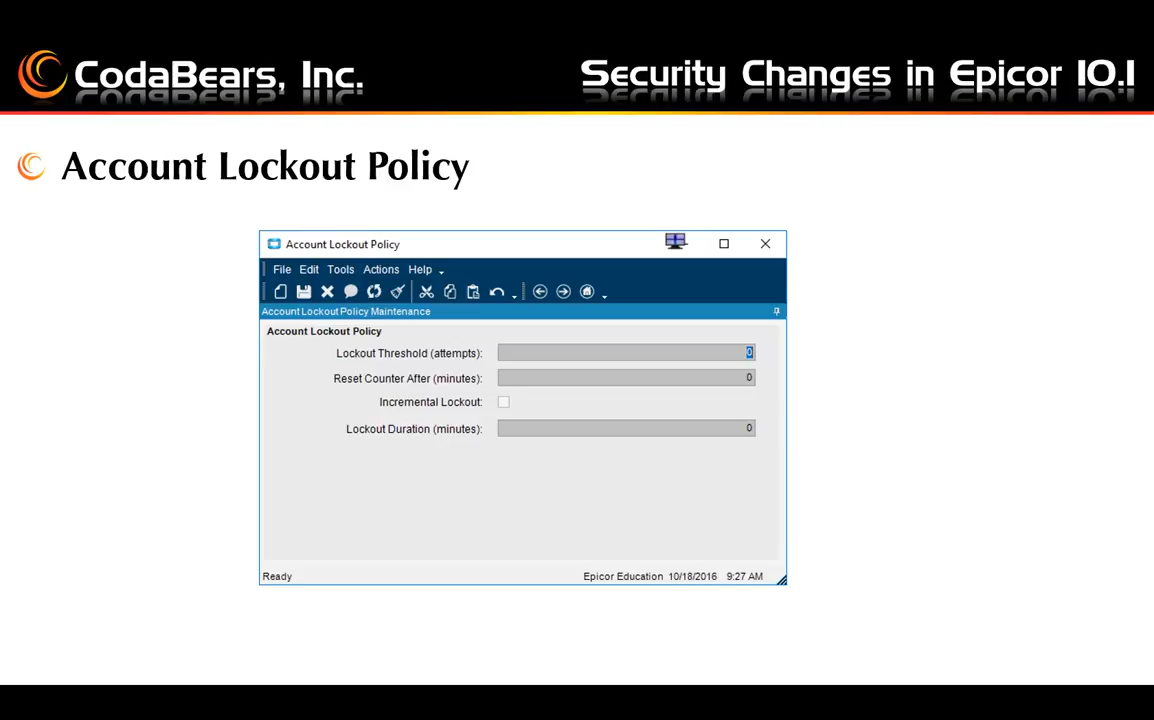 CodaBears, Inc.
Security Changes in Epicor 10.1
Account Lockout Policy
Account Lockout Policy
File Edit Tools Actions Help
Account Lockout Policy Maintenance
Account Lockout Policy
Lockout Threshold (attempts): 0
Reset Counter After (minutes): 0
Incremental Lockout:
Lockout Duration (minutes): 0
Ready Epicor Education 10/18/2016 9:27 AM